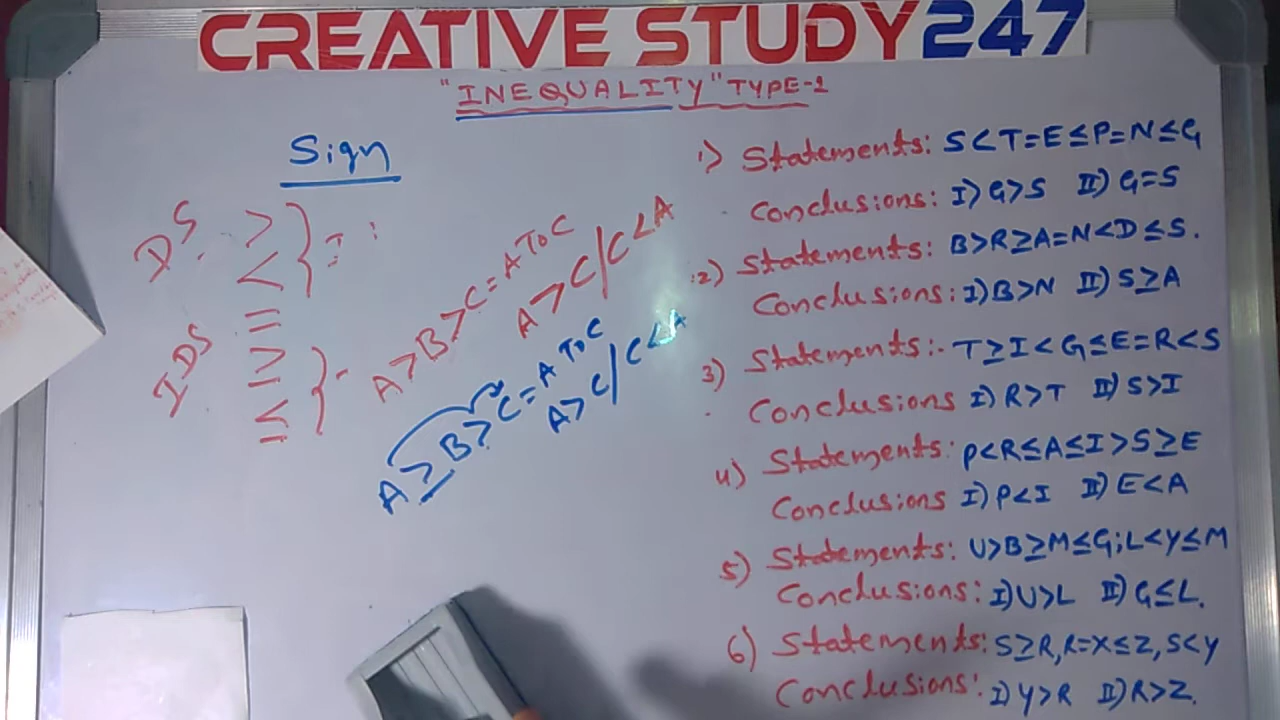 CREATIVE STUDY247
"INEQUALITY" TYPE-1
Sign
DS
>
<
I
IDS
=
≥
≤
A>B>C= A To C
A>C/C<A
A≥B>C= A To C
A>C/C<A
1) Statements: S<T=E≤P=N≤G
Conclusions: I) G>S II) G=S
2) Statements: B>R≥A=N<D≤S.
Conclusions: I) B>N II) S≥A
3) Statements:- T≥I<G≤E=R<S
Conclusions I) R>T II) S>I
4) Statements: P<R≤A≤I>S≥E
Conclusions I) P<I II) E<A
5) Statements: U>B≥M≤G; L<Y≤M
Conclusions: I) U>L II) G≤L.
6) Statements: S≥R, R=X≤Z, S<Y
Conclusions: I) Y>R II) R>Z.